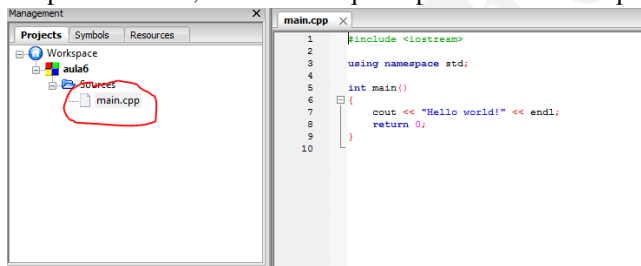 Management X
Projects Symbols Resources
Workspace
aula6
Sources
main.cpp
main.cpp X
1 #include <iostream>
2
3 using namespace std;
4
5 int main()
6 {
7 cout << "Hello world!" << endl;
8 return 0;
9 }
10